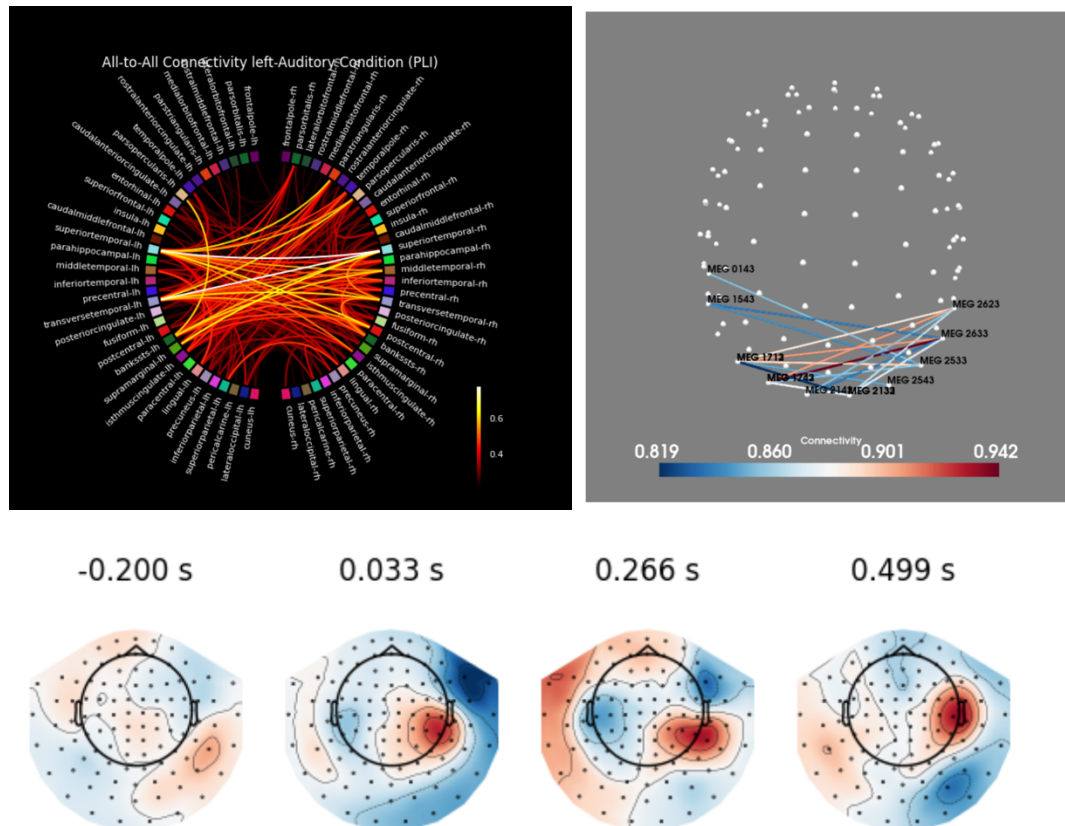 All-to-All Connectivity left-Auditory Condition (PLI)
frontalpole-lh
parsorbitalis-lh
lateralorbitofrontal-lh
rostralmiddlefrontal-lh
medialorbitofrontal-lh
parstriangularis-lh
rostralanteriorcingulate-lh
temporalpole-lh
parsopercularis-lh
caudalanteriorcingulate-lh
entorhinal-lh
superiorfrontal-lh
insula-lh
caudalmiddlefrontal-lh
superiortemporal-lh
parahippocampal-lh
middletemporal-lh
inferiortemporal-lh
precentral-lh
transversetemporal-lh
posteriorcingulate-lh
fusiform-lh
postcentral-lh
bankssts-lh
supramarginal-lh
isthmuscingulate-lh
paracentral-lh
lingual-lh
precuneus-lh
inferiorparietal-lh
superiorparietal-lh
pericalcarine-lh
lateraloccipital-lh
cuneus-lh
frontalpole-rh
parsorbitalis-rh
lateralorbitofrontal-rh
rostralmiddlefrontal-rh
medialorbitofrontal-rh
parstriangularis-rh
rostralanteriorcingulate-rh
temporalpole-rh
parsopercularis-rh
caudalanteriorcingulate-rh
entorhinal-rh
superiorfrontal-rh
insula-rh
caudalmiddlefrontal-rh
superiortemporal-rh
parahippocampal-rh
middletemporal-rh
inferiortemporal-rh
precentral-rh
transversetemporal-rh
posteriorcingulate-rh
fusiform-rh
postcentral-rh
bankssts-rh
supramarginal-rh
isthmuscingulate-rh
paracentral-rh
lingual-rh
precuneus-rh
inferiorparietal-rh
superiorparietal-rh
pericalcarine-rh
lateraloccipital-rh
cuneus-rh
0.6
0.4
MEG 0143
MEG 1543
MEG 2623
MEG 2633
MEG 2533
MEG 2543
MEG
MEG
MEG
MEG
Connectivity
0.819 0.860 0.901 0.942
-0.200 s 0.033 s 0.266 s 0.499 s